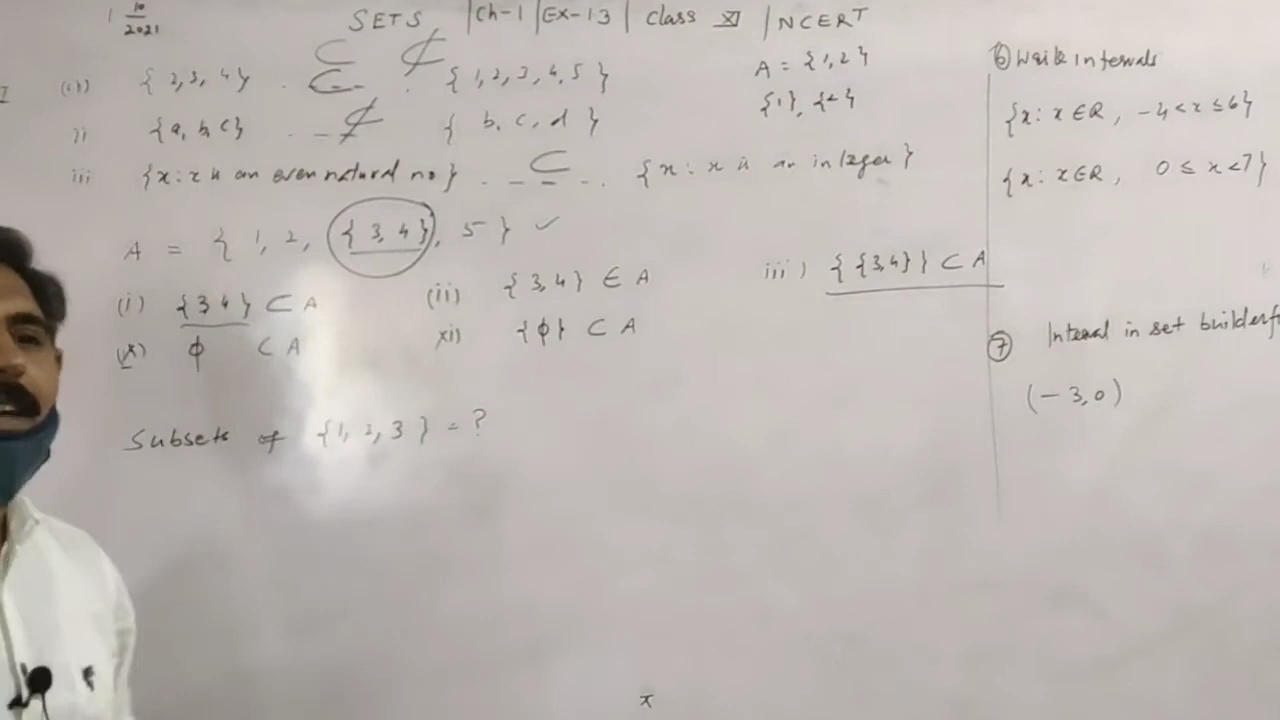 1 10/2021
SETS | Ch-1 | Ex-1.3 | class XI | NCERT
⊂ ⊄
I (i) { 2, 3, 4 } . ⊂ . { 1, 2, 3, 4, 5 }
ii {a, b, c} . _ ⊄ { b, c, d }
iii {x : x is an even natural no } . _ ⊂ _ . {x : x is an integer }
A = { 1, 2 }
{1}, {2}
A = { 1, 2, { 3, 4 }, 5 } ✓
(i) { 3 4 } ⊂ A (ii) { 3, 4 } ∈ A iii ) { {3,4} } ⊂ A
(x) φ ⊂ A xi) {φ} ⊂ A
Subsets of {1, 2, 3 } = ?
⑥ Write intervals
{x : x ∈ R , -4 < x ≤ 6}
{x : x ∈ R , 0 ≤ x < 7}
⑦ Interval in set builder f
(-3, 0)
x